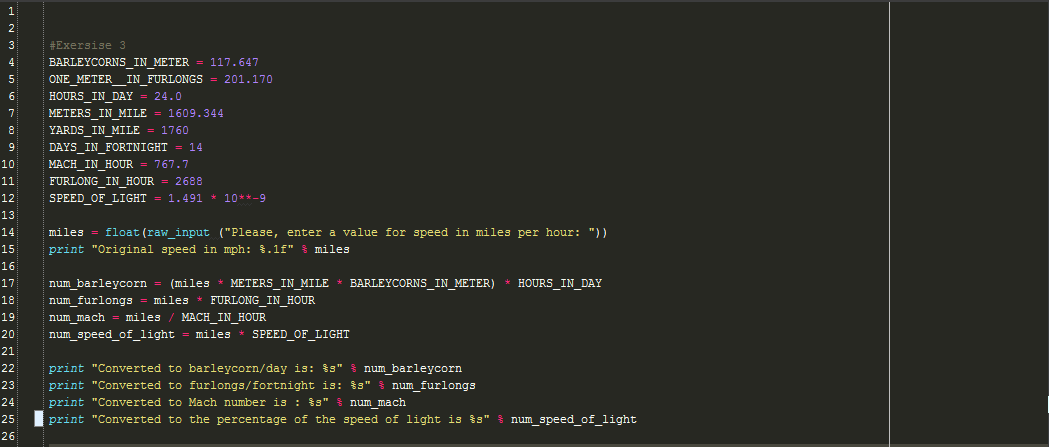 1
2
3 #Exersise 3
4 BARLEYCORNS_IN_METER = 117.647
5 ONE_METER__IN_FURLONGS = 201.170
6 HOURS_IN_DAY = 24.0
7 METERS_IN_MILE = 1609.344
8 YARDS_IN_MILE = 1760
9 DAYS_IN_FORTNIGHT = 14
10 MACH_IN_HOUR = 767.7
11 FURLONG_IN_HOUR = 2688
12 SPEED_OF_LIGHT = 1.491 * 10**-9
13
14 miles = float(raw_input ("Please, enter a value for speed in miles per hour: "))
15 print "Original speed in mph: %.1f" % miles
16
17 num_barleycorn = (miles * METERS_IN_MILE * BARLEYCORNS_IN_METER) * HOURS_IN_DAY
18 num_furlongs = miles * FURLONG_IN_HOUR
19 num_mach = miles / MACH_IN_HOUR
20 num_speed_of_light = miles * SPEED_OF_LIGHT
21
22 print "Converted to barleycorn/day is: %s" % num_barleycorn
23 print "Converted to furlongs/fortnight is: %s" % num_furlongs
24 print "Converted to Mach number is : %s" % num_mach
25 print "Converted to the percentage of the speed of light is %s" % num_speed_of_light
26